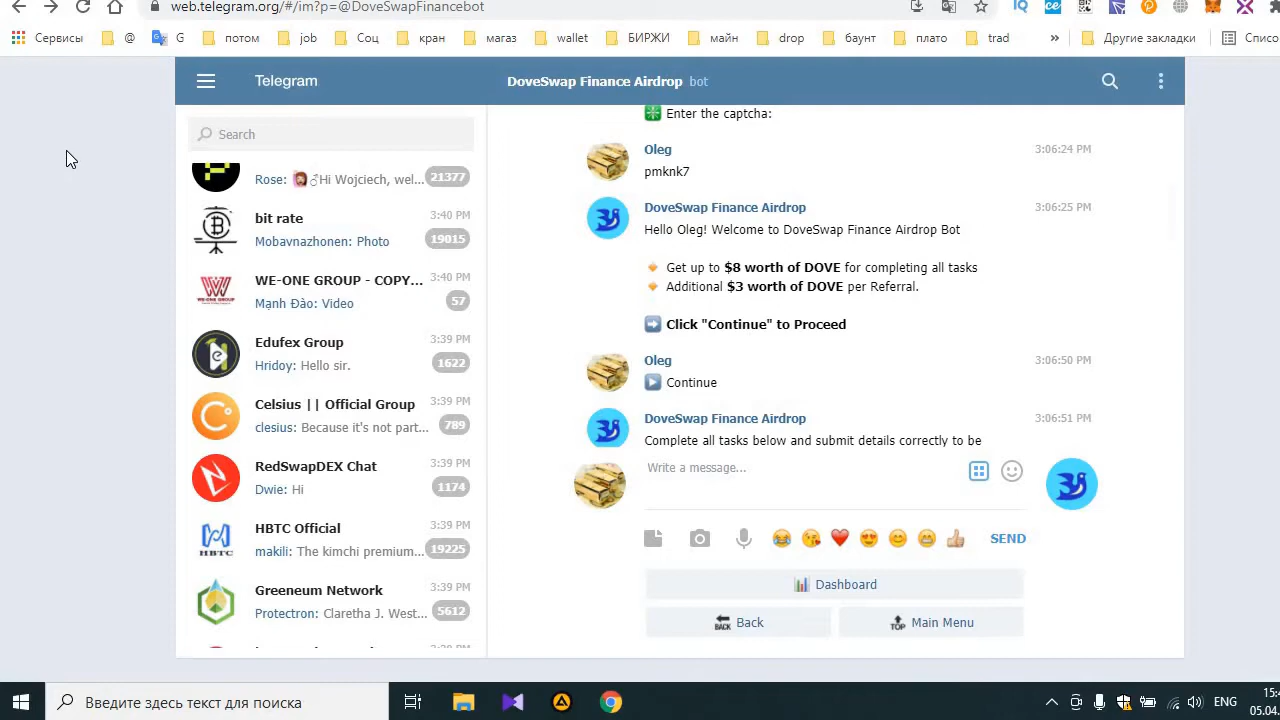 web.telegram.org/#/im?p=@DoveSwapFinancebot
Сервисы @ G потом job Соц кран магаз wallet БИРЖИ майн drop баунт плато trad » Другие закладки Списо
Telegram
DoveSwap Finance Airdrop bot
Search
Rose: Hi Wojciech, wel... 21377
bit rate 3:40 PM
Mobavnazhonen: Photo 19015
WE-ONE GROUP - COPY... 3:40 PM
Mạnh Đào: Video 57
Edufex Group 3:39 PM
Hridoy: Hello sir. 1622
Celsius || Official Group 3:39 PM
clesius: Because it's not part... 789
RedSwapDEX Chat 3:39 PM
Dwie: Hi 1174
HBTC Official 3:39 PM
makili: The kimchi premium... 19225
Greeneum Network 3:39 PM
Protectron: Claretha J. West... 5612
Enter the captcha:
Oleg 3:06:24 PM
pmknk7
DoveSwap Finance Airdrop 3:06:25 PM
Hello Oleg! Welcome to DoveSwap Finance Airdrop Bot
Get up to $8 worth of DOVE for completing all tasks
Additional $3 worth of DOVE per Referral.
Click "Continue" to Proceed
Oleg 3:06:50 PM
Continue
DoveSwap Finance Airdrop 3:06:51 PM
Complete all tasks below and submit details correctly to be
Write a message...
SEND
Dashboard
BACK Back
TOP Main Menu
HBTC
WE-ONE GROUP
Введите здесь текст для поиска
ENG
15:4
05.04.